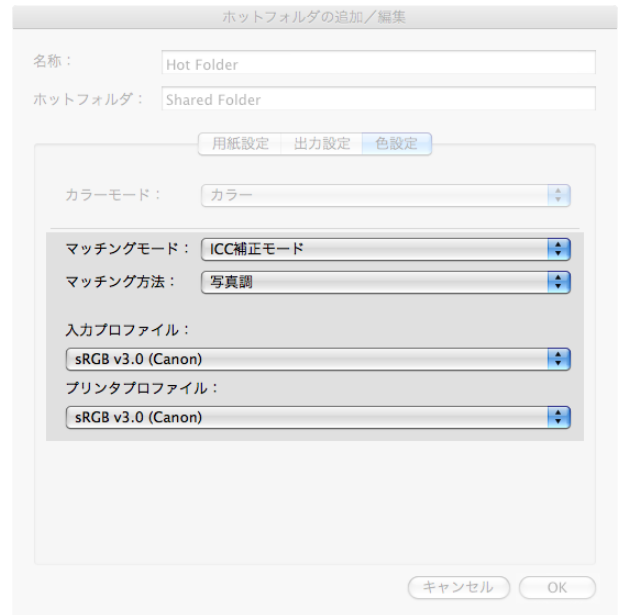 ホットフォルダの追加／編集
名称： Hot Folder
ホットフォルダ： Shared Folder
用紙設定 出力設定 色設定
カラーモード： カラー
マッチングモード： ICC補正モード
マッチング方法： 写真調
入力プロファイル：
sRGB v3.0 (Canon)
プリンタプロファイル：
sRGB v3.0 (Canon)
キャンセル OK